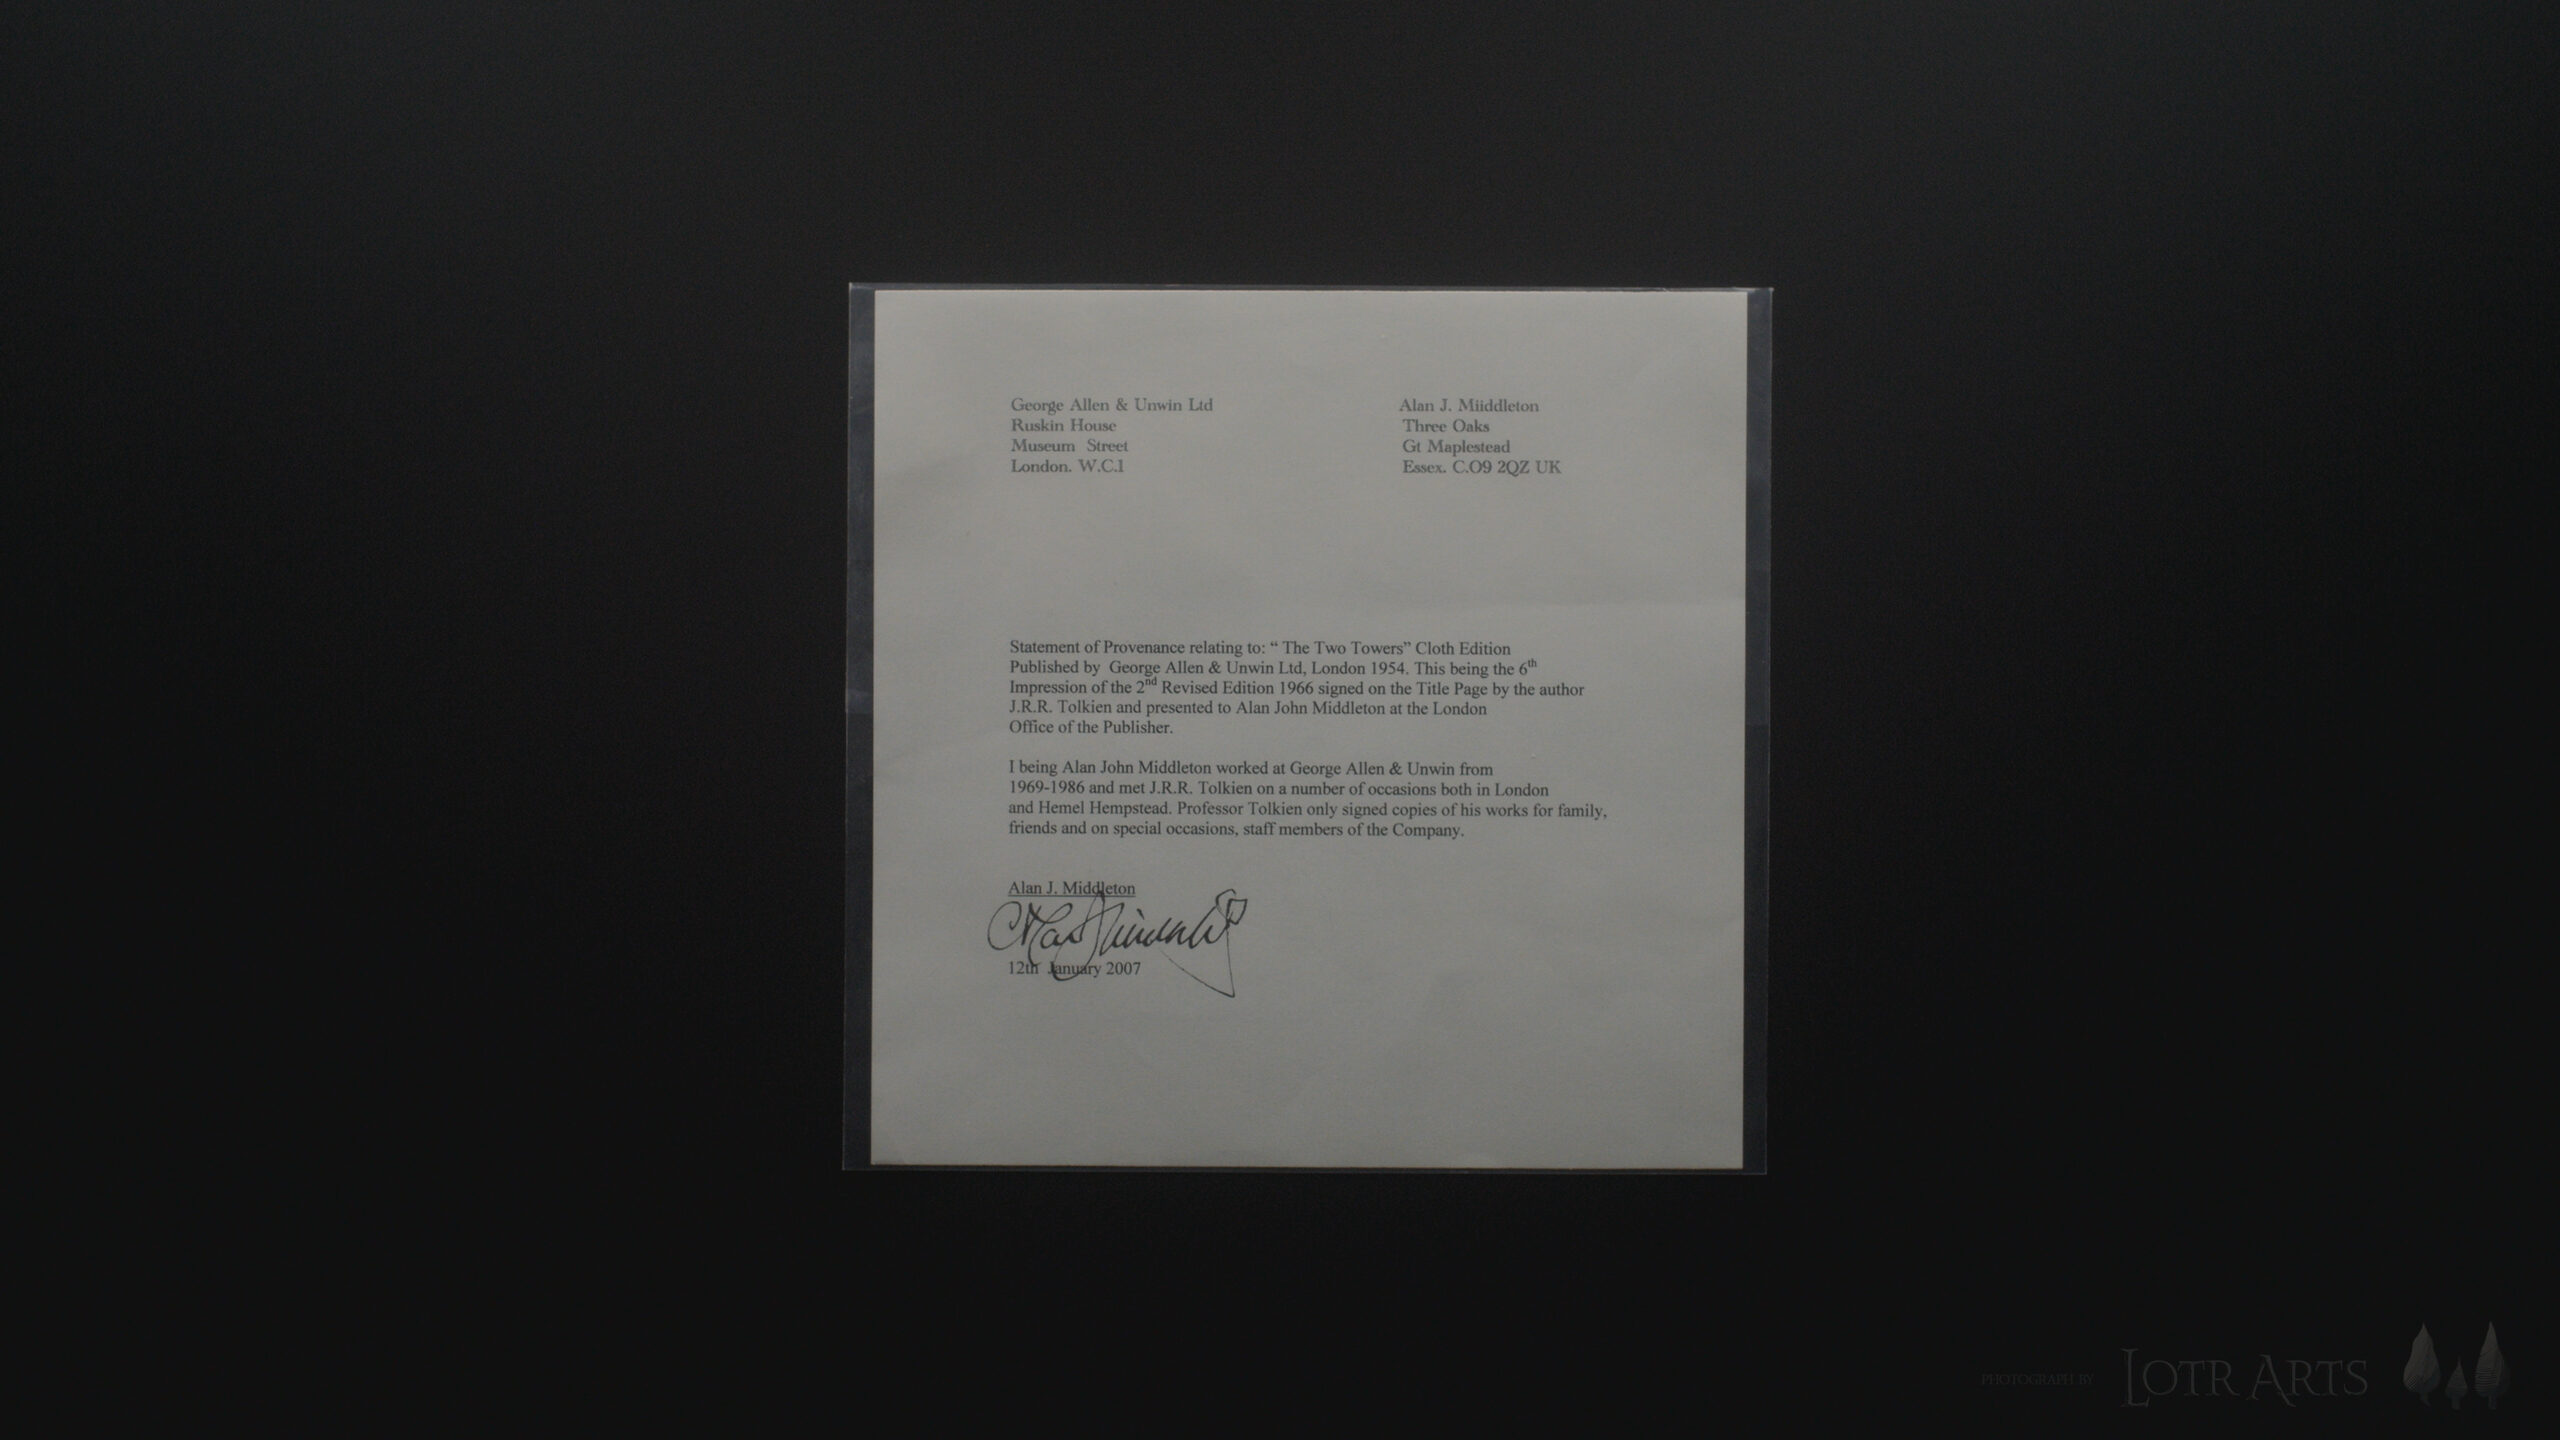 George Allen & Unwin Ltd
Ruskin House
Museum Street
London. W.C.1
Alan J. Miiddleton
Three Oaks
Gt Maplestead
Essex. C.O9 2QZ UK
Statement of Provenance relating to: “ The Two Towers” Cloth Edition
Published by George Allen & Unwin Ltd, London 1954. This being the 6th
Impression of the 2nd Revised Edition 1966 signed on the Title Page by the author
J.R.R. Tolkien and presented to Alan John Middleton at the London
Office of the Publisher.
I being Alan John Middleton worked at George Allen & Unwin from
1969-1986 and met J.R.R. Tolkien on a number of occasions both in London
and Hemel Hempstead. Professor Tolkien only signed copies of his works for family,
friends and on special occasions, staff members of the Company.
Alan J. Middleton
12th January 2007
PHOTOGRAPH BY LOTR ARTS